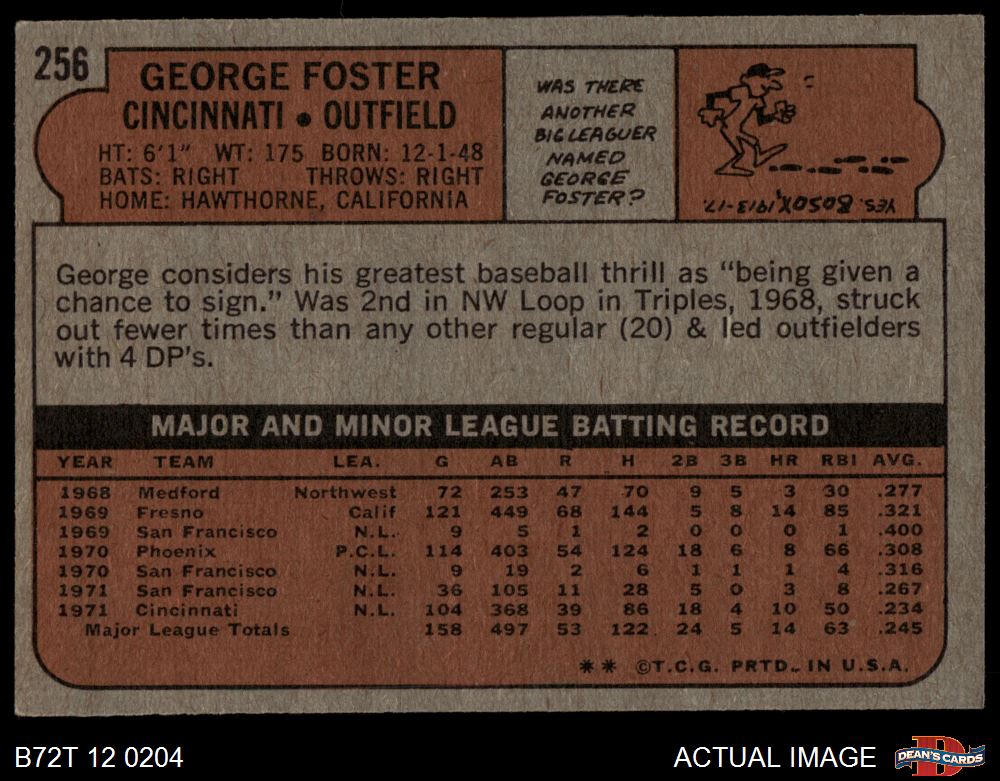 256
GEORGE FOSTER
CINCINNATI • OUTFIELD
HT: 6'1" WT: 175 BORN: 12-1-48
BATS: RIGHT THROWS: RIGHT
HOME: HAWTHORNE, CALIFORNIA
WAS THERE
ANOTHER
BIG LEAGUER
NAMED
GEORGE
FOSTER?
YES. BOSOX, 1913-17.
George considers his greatest baseball thrill as "being given a
chance to sign." Was 2nd in NW Loop in Triples, 1968, struck
out fewer times than any other regular (20) & led outfielders
with 4 DP's.
MAJOR AND MINOR LEAGUE BATTING RECORD
YEAR TEAM LEA. G AB R H 2B 3B HR RBI AVG.
1968 Medford Northwest 72 253 47 70 9 5 3 30 .277
1969 Fresno Calif 121 449 68 144 5 8 14 85 .321
1969 San Francisco N.L. 9 5 1 2 0 0 0 1 .400
1970 Phoenix P.C.L. 114 403 54 124 18 6 8 66 .308
1970 San Francisco N.L. 9 19 2 6 1 1 1 4 .316
1971 San Francisco N.L. 36 105 11 28 5 0 3 8 .267
1971 Cincinnati N.L. 104 368 39 86 18 4 10 50 .234
Major League Totals 158 497 53 122 24 5 14 63 .245
** ©T.C.G. PRTD. IN U.S.A.
B72T 12 0204
ACTUAL IMAGE
D
DEAN'S CARDS